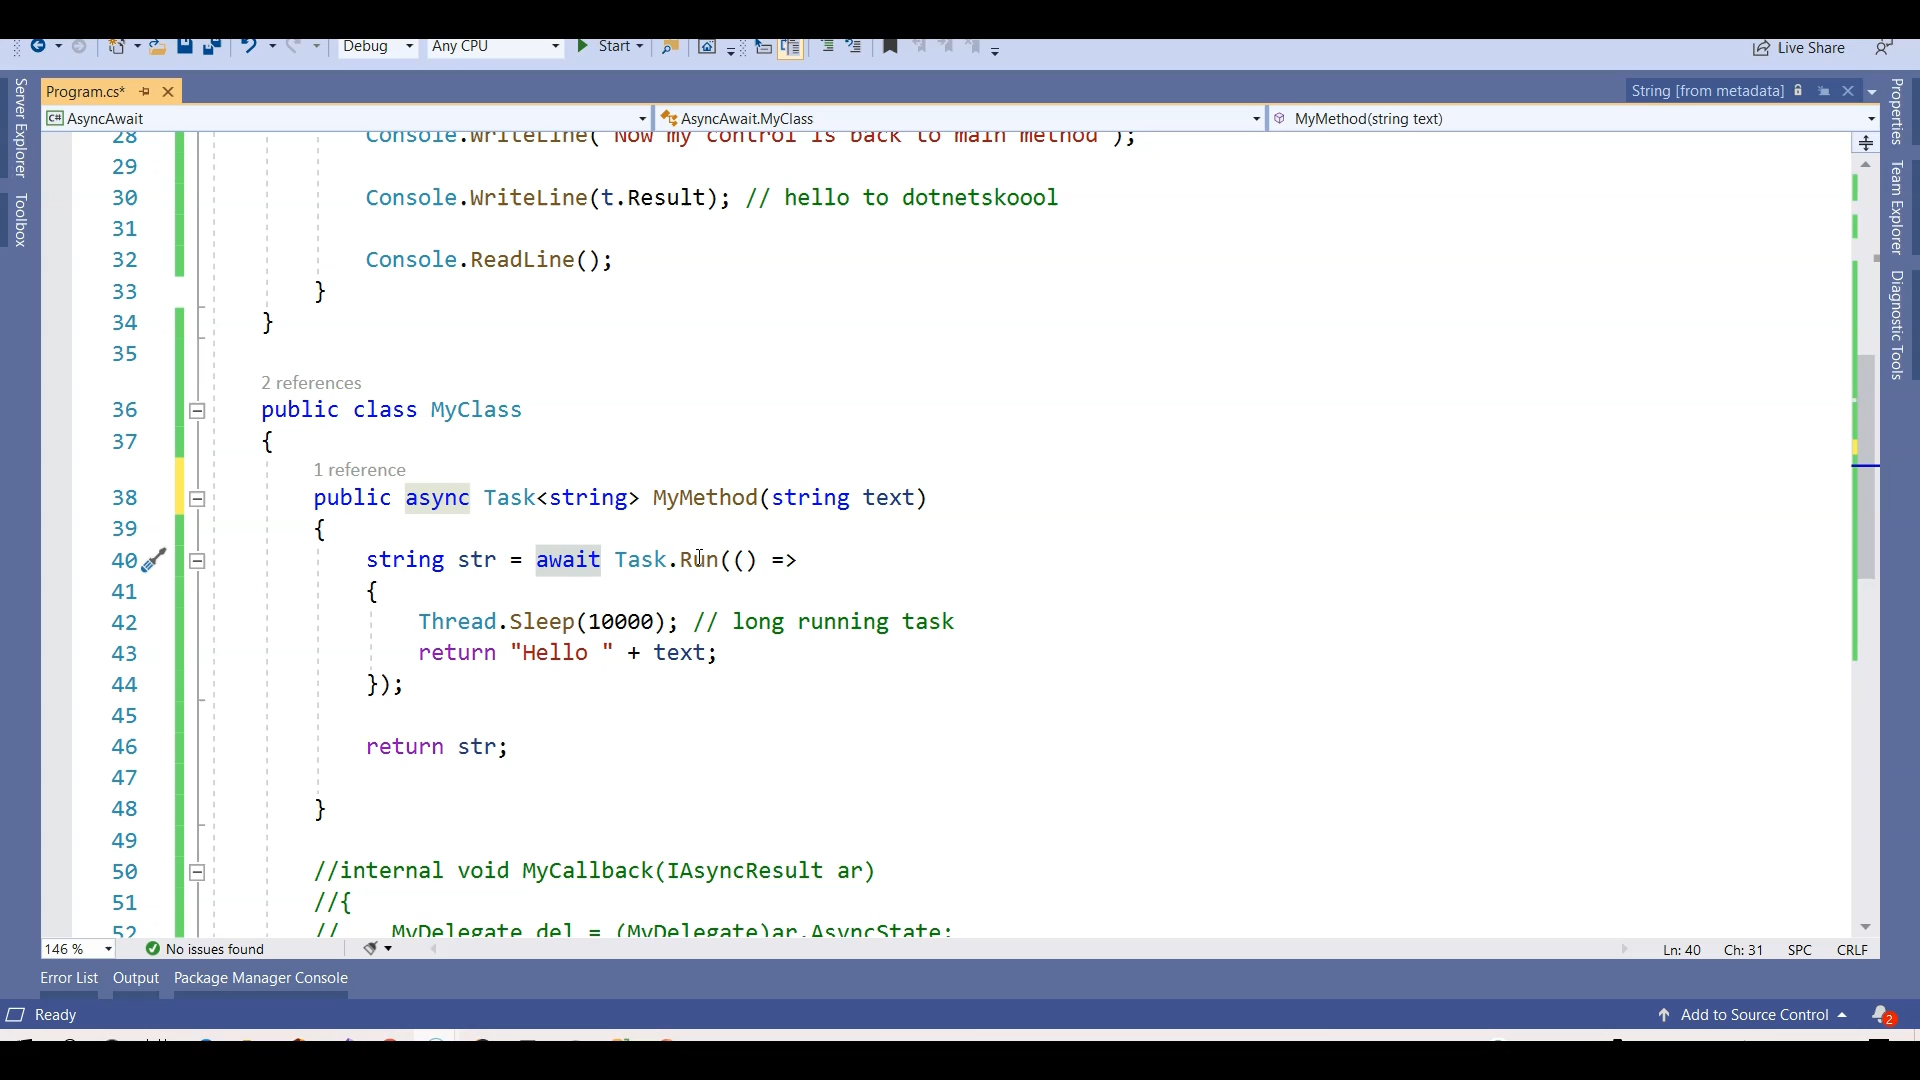 Debug Any CPU Start Live Share
Program.cs* String [from metadata]
AsyncAwait AsyncAwait.MyClass MyMethod(string text)
Server Explorer
Toolbox
Properties
Team Explorer
Diagnostic Tools
28 Console.WriteLine("Now my control is back to main method");
29
30 Console.WriteLine(t.Result); // hello to dotnetskoool
31
32 Console.ReadLine();
33 }
34 }
35
2 references
36 public class MyClass
37 {
1 reference
38 public async Task<string> MyMethod(string text)
39 {
40 string str = await Task.Run(() =>
41 {
42 Thread.Sleep(10000); // long running task
43 return "Hello " + text;
44 });
45
46 return str;
47
48 }
49
50 //internal void MyCallback(IAsyncResult ar)
51 //{
52 // MyDelegate del = (MyDelegate)ar.AsyncState;
146 % No issues found Ln: 40 Ch: 31 SPC CRLF
Error List Output Package Manager Console
Ready Add to Source Control 2